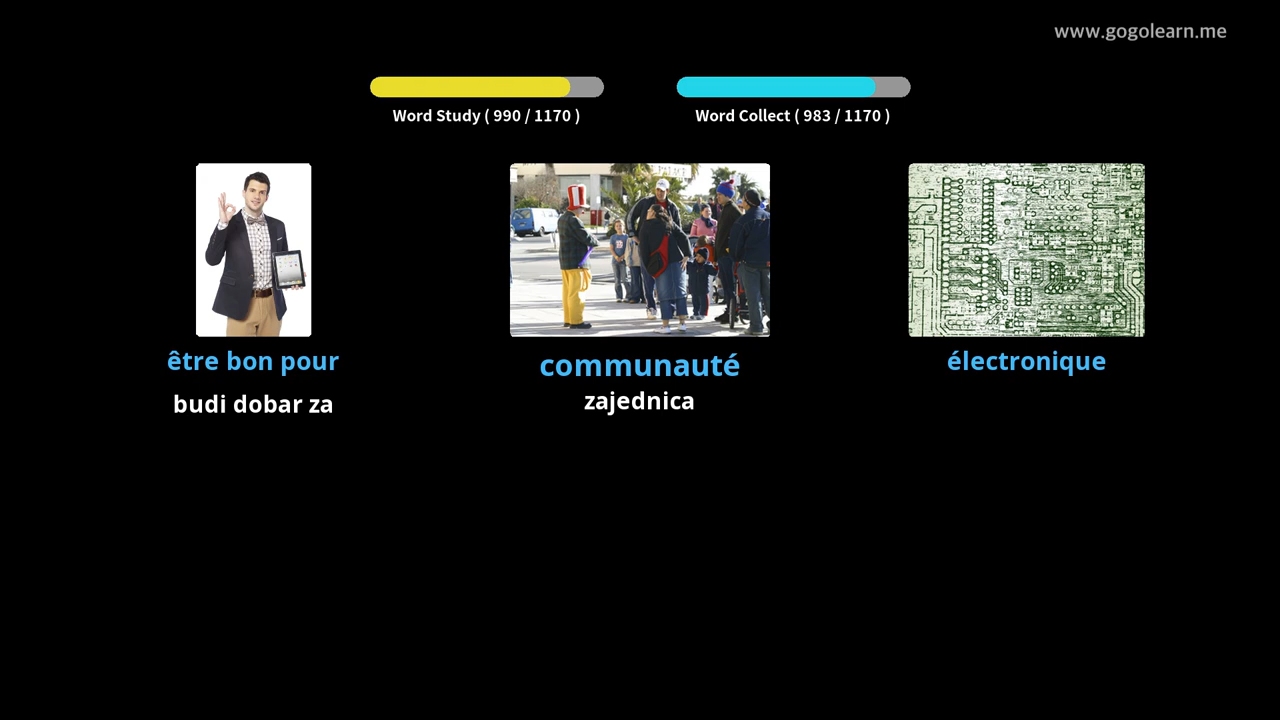 www.gogolearn.me
Word Study ( 990 / 1170 )
Word Collect ( 983 / 1170 )
être bon pour
budi dobar za
communauté
zajednica
électronique